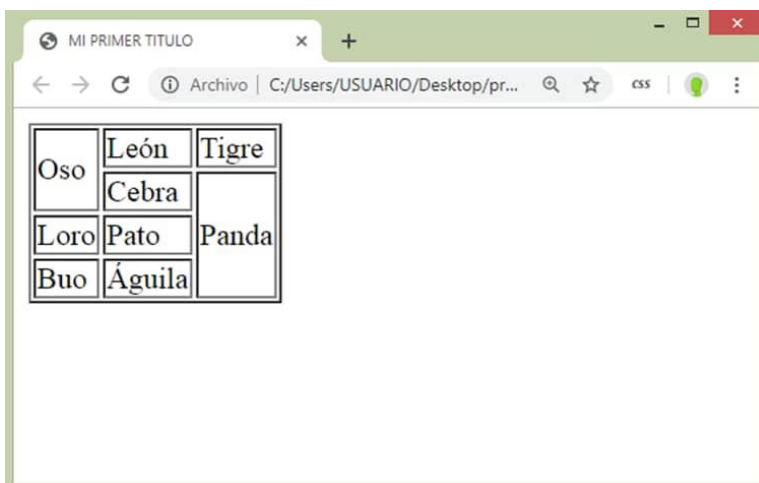 MI PRIMER TITULO
Archivo | C:/Users/USUARIO/Desktop/pr... css
Oso León Tigre
Cebra Panda
Loro Pato
Buo Águila